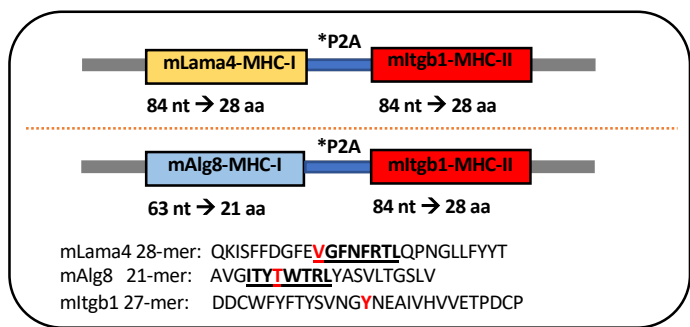 *P2A
mLama4-MHC-I mItgb1-MHC-II
84 nt → 28 aa 84 nt → 28 aa
*P2A
mAlg8-MHC-I mItgb1-MHC-II
63 nt → 21 aa 84 nt → 28 aa
mLama4 28-mer: QKISFFDGFEVGFNFRTLQPNGLLFYYT
mAlg8 21-mer: AVGITYTWTRLYASVLTGSLV
mItgb1 27-mer: DDCWFYFTYSVNGYNEAIVHVVETPDCP